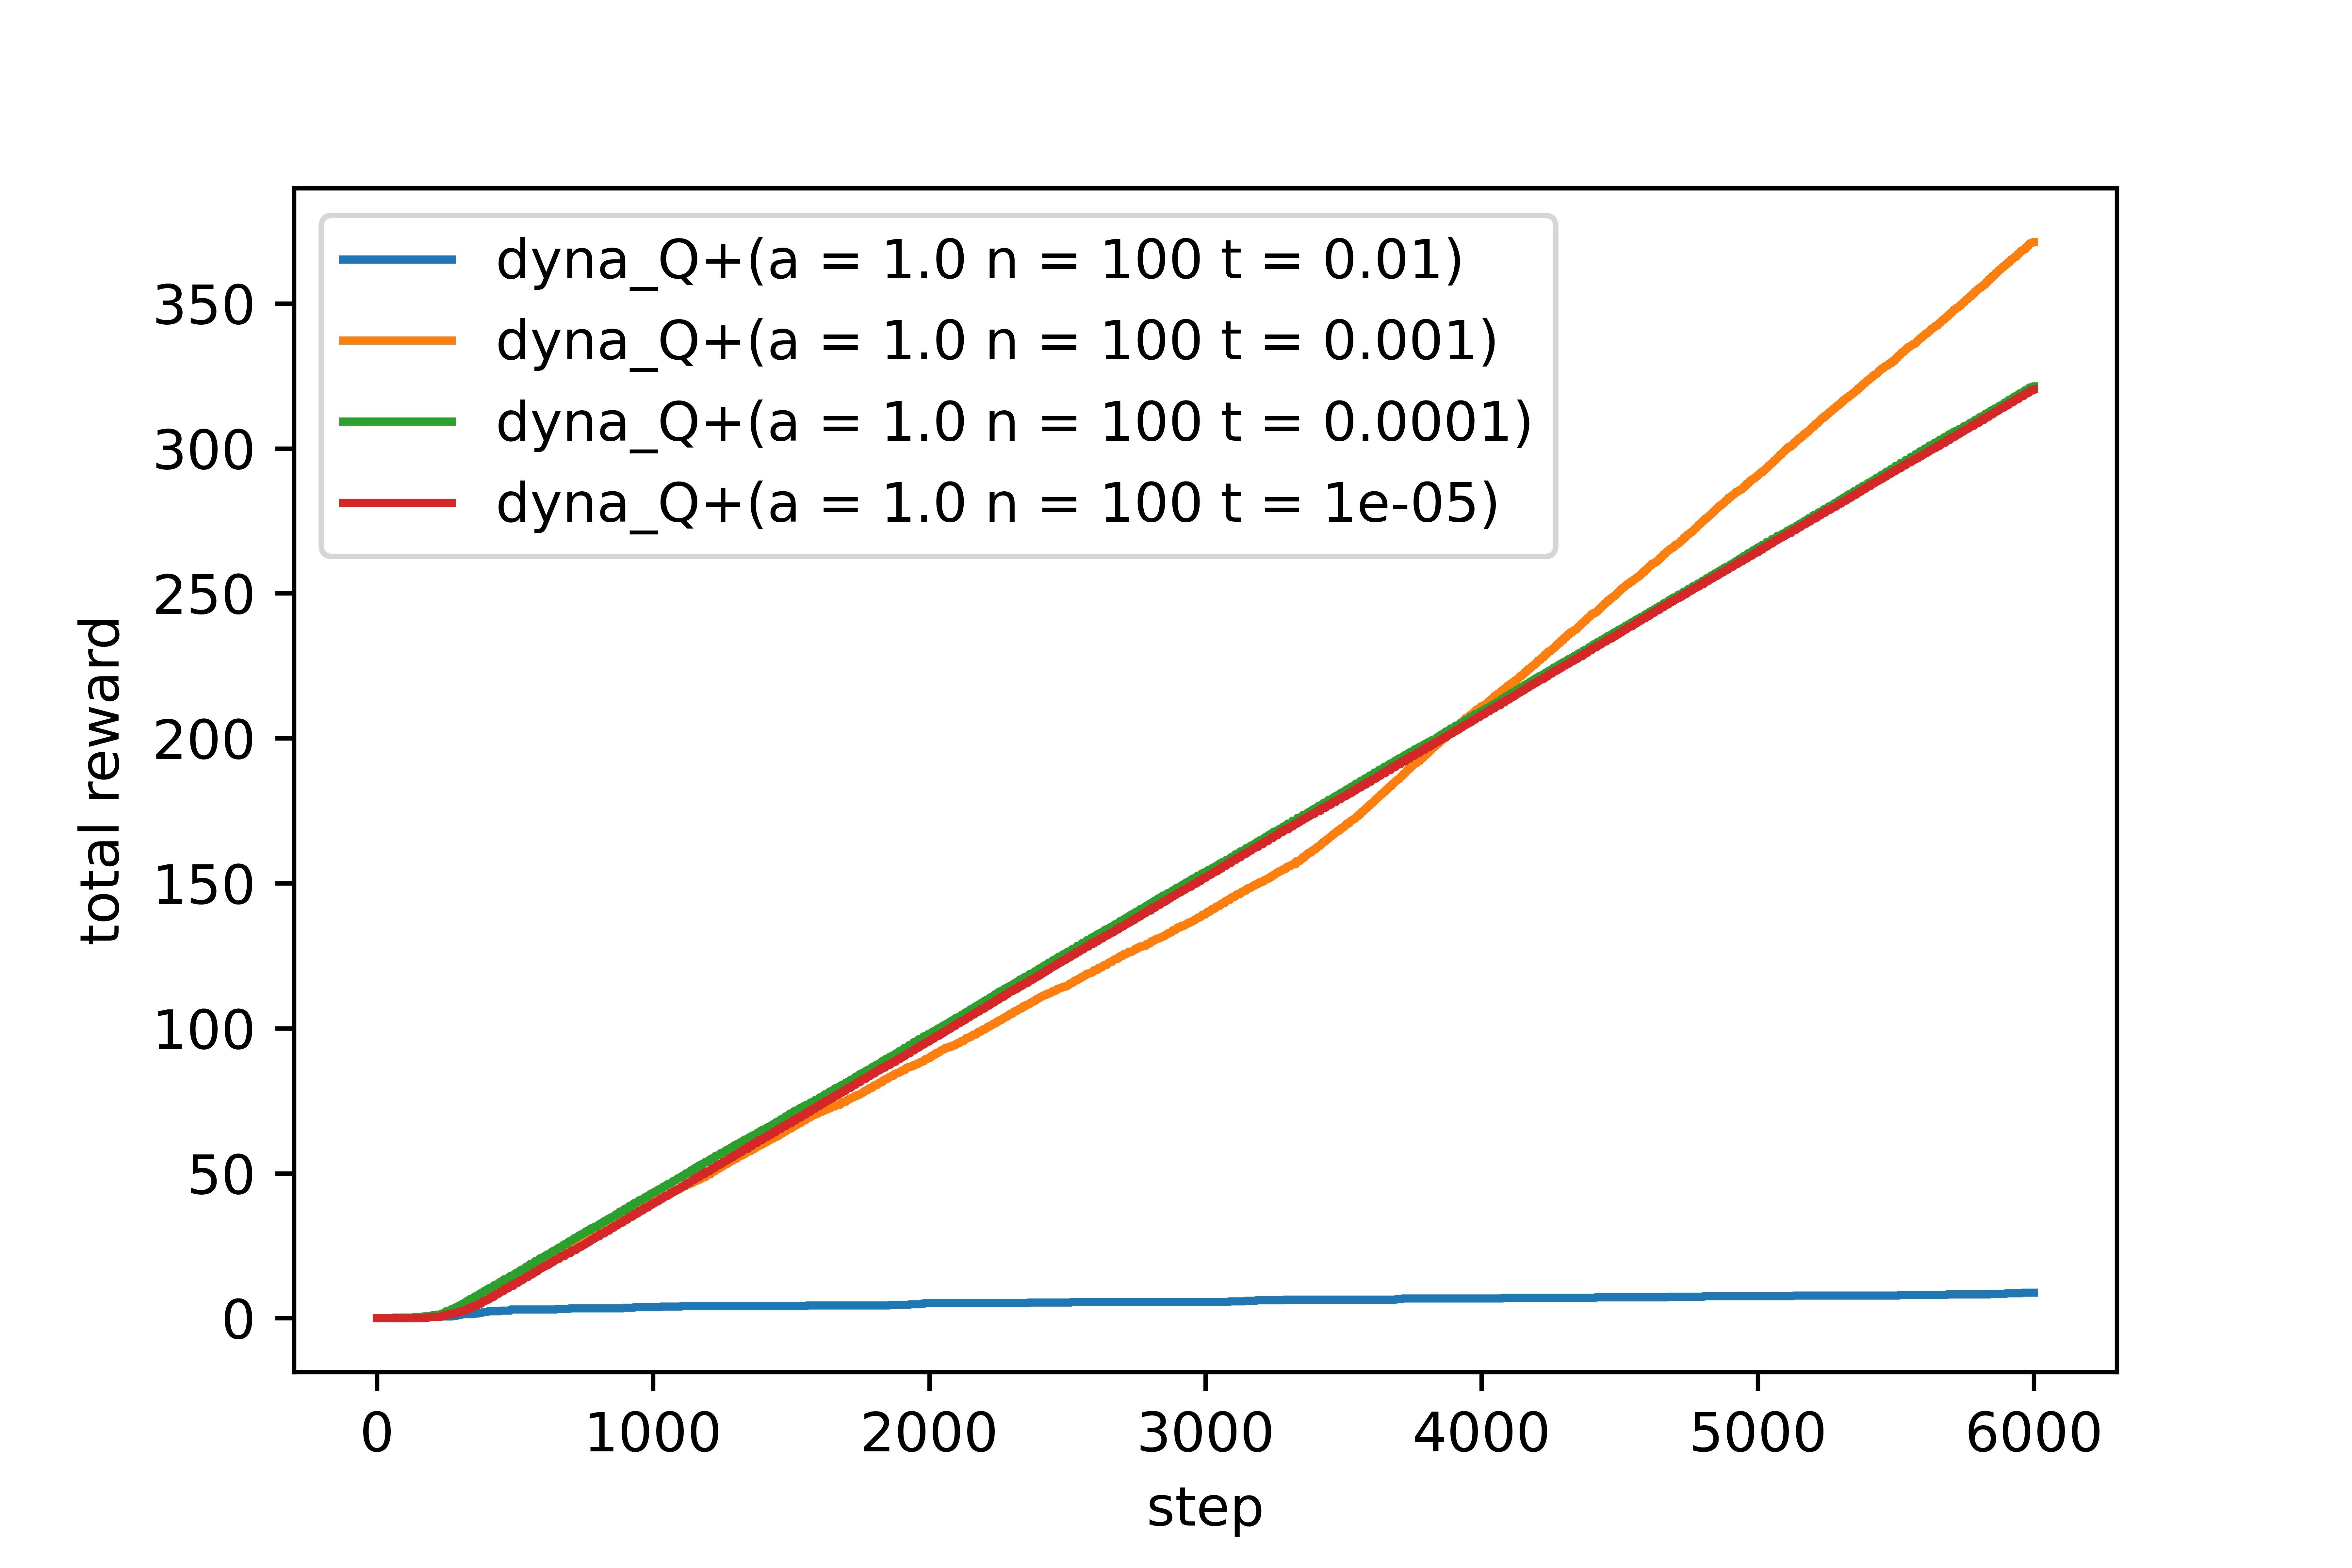 dyna_Q+(a = 1.0 n = 100 t = 0.01)
dyna_Q+(a = 1.0 n = 100 t = 0.001)
dyna_Q+(a = 1.0 n = 100 t = 0.0001)
dyna_Q+(a = 1.0 n = 100 t = 1e-05)
total reward
350
300
250
200
150
100
50
0
0 1000 2000 3000 4000 5000 6000
step